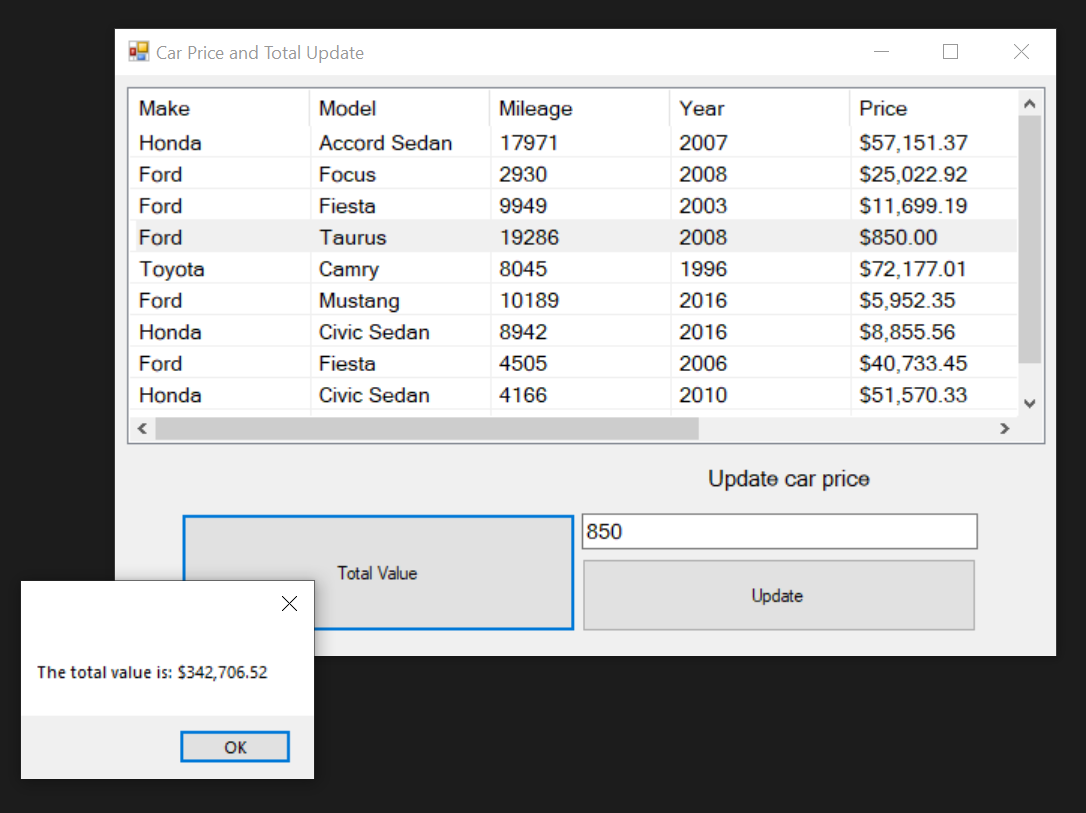 Car Price and Total Update
Make Model Mileage Year Price
Honda Accord Sedan 17971 2007 $57,151.37
Ford Focus 2930 2008 $25,022.92
Ford Fiesta 9949 2003 $11,699.19
Ford Taurus 19286 2008 $850.00
Toyota Camry 8045 1996 $72,177.01
Ford Mustang 10189 2016 $5,952.35
Honda Civic Sedan 8942 2016 $8,855.56
Ford Fiesta 4505 2006 $40,733.45
Honda Civic Sedan 4166 2010 $51,570.33
Update car price
850
Total Value
Update
The total value is: $342,706.52
OK